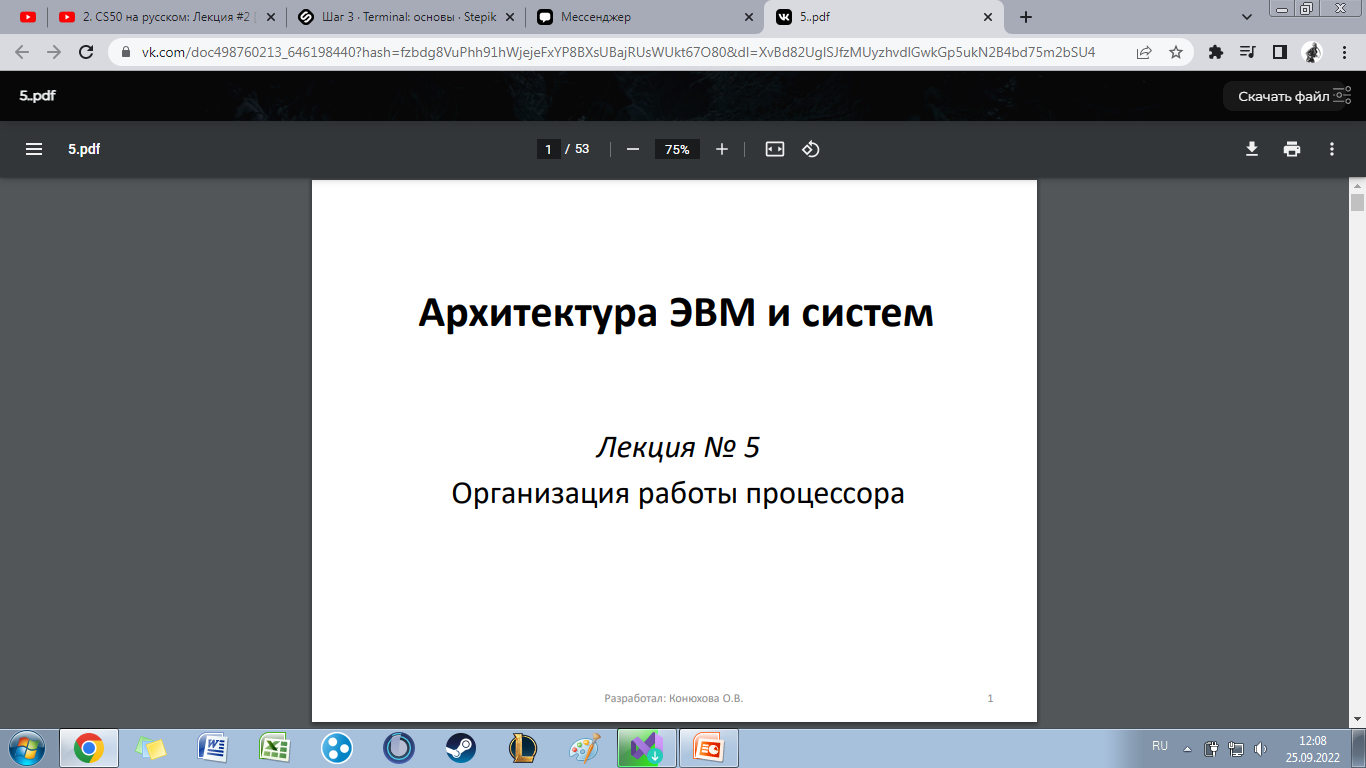 2. CS50 на русском: Лекция #2
Шаг 3 · Terminal: основы · Stepik
Мессенджер
5..pdf
vk.com/doc498760213_646198440?hash=fzbdg8VuPhh91hWjejeFxYP8BXsUBajRUsWUkt67O80&dl=XvBd82UgISJfzMUyzhvdlGwkGp5ukN2B4bd75m2bSU4
5..pdf
Скачать файл
5.pdf
1 / 53
75%
Архитектура ЭВМ и систем
Лекция № 5
Организация работы процессора
Разработал: Конюхова О.В.
1
RU
12:08
25.09.2022